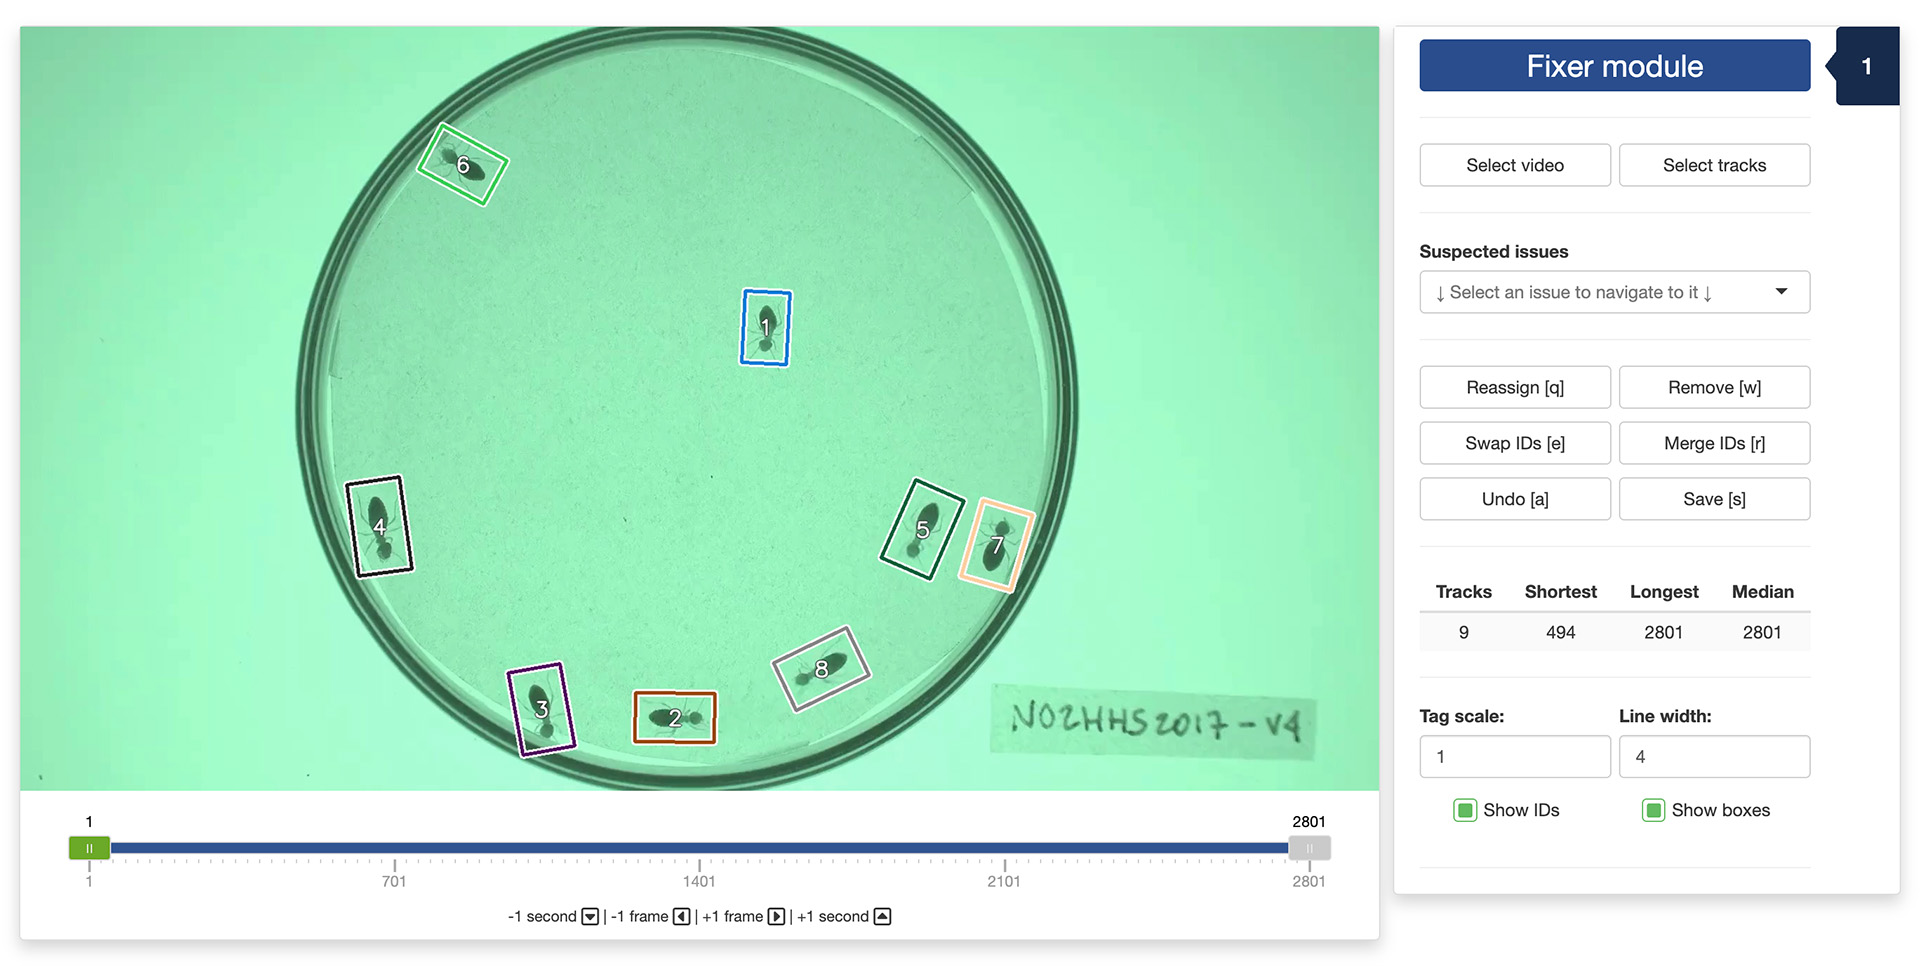 Fixer module
1
Select video
Select tracks
Suspected issues
↓ Select an issue to navigate to it ↓
Reassign [q]
Remove [w]
Swap IDs [e]
Merge IDs [r]
Undo [a]
Save [s]
Tracks Shortest Longest Median
9 494 2801 2801
Tag scale: Line width:
1 4
Show IDs Show boxes
6
1
4
5
7
8
3
2
NO2HHS2017-V4
1 2801
1 701 1401 2101 2801
-1 second | -1 frame | +1 frame | +1 second